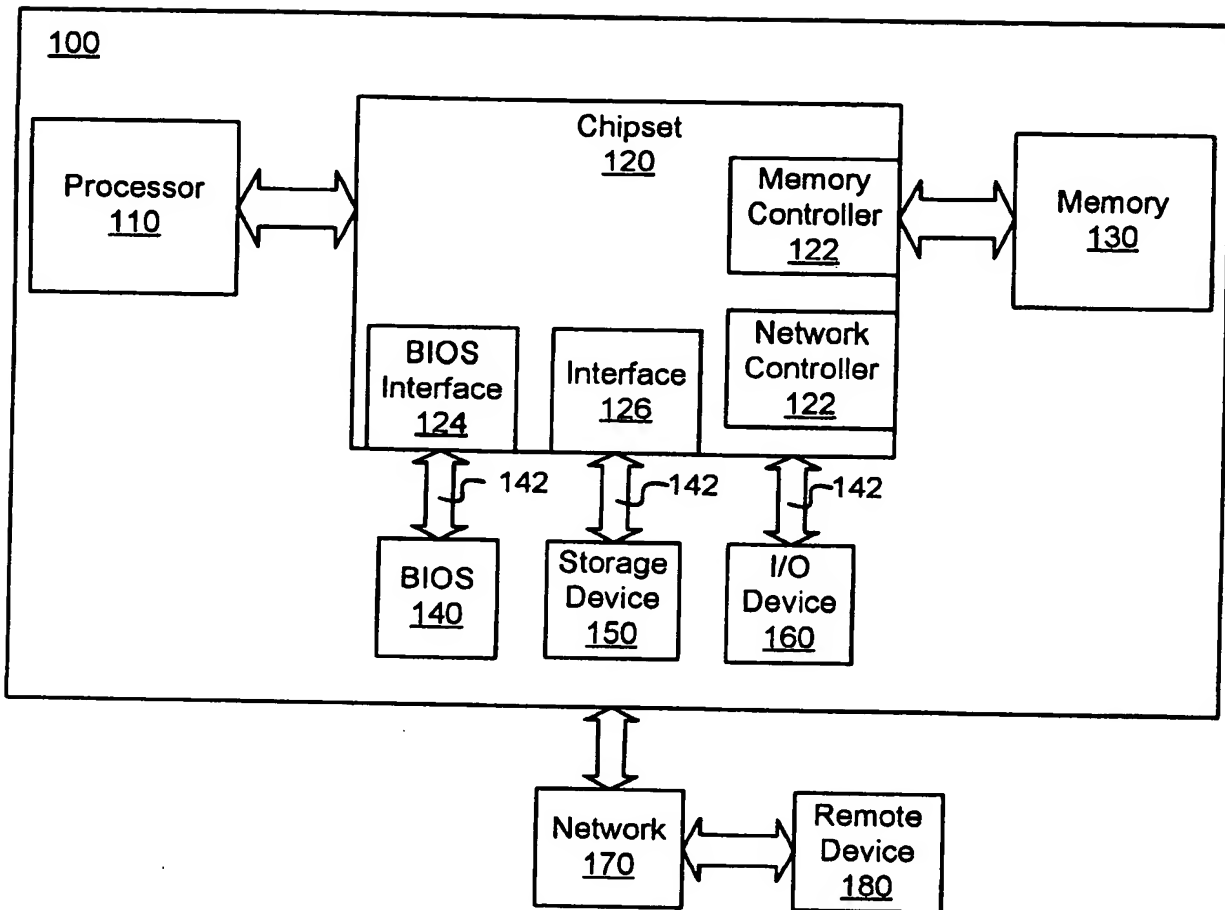 100
Processor
110
Chipset
120
Memory
Controller
122
Memory
130
BIOS
Interface
124
Interface
126
Network
Controller
122
142
142
142
BIOS
140
Storage
Device
150
I/O
Device
160
Network
170
Remote
Device
180